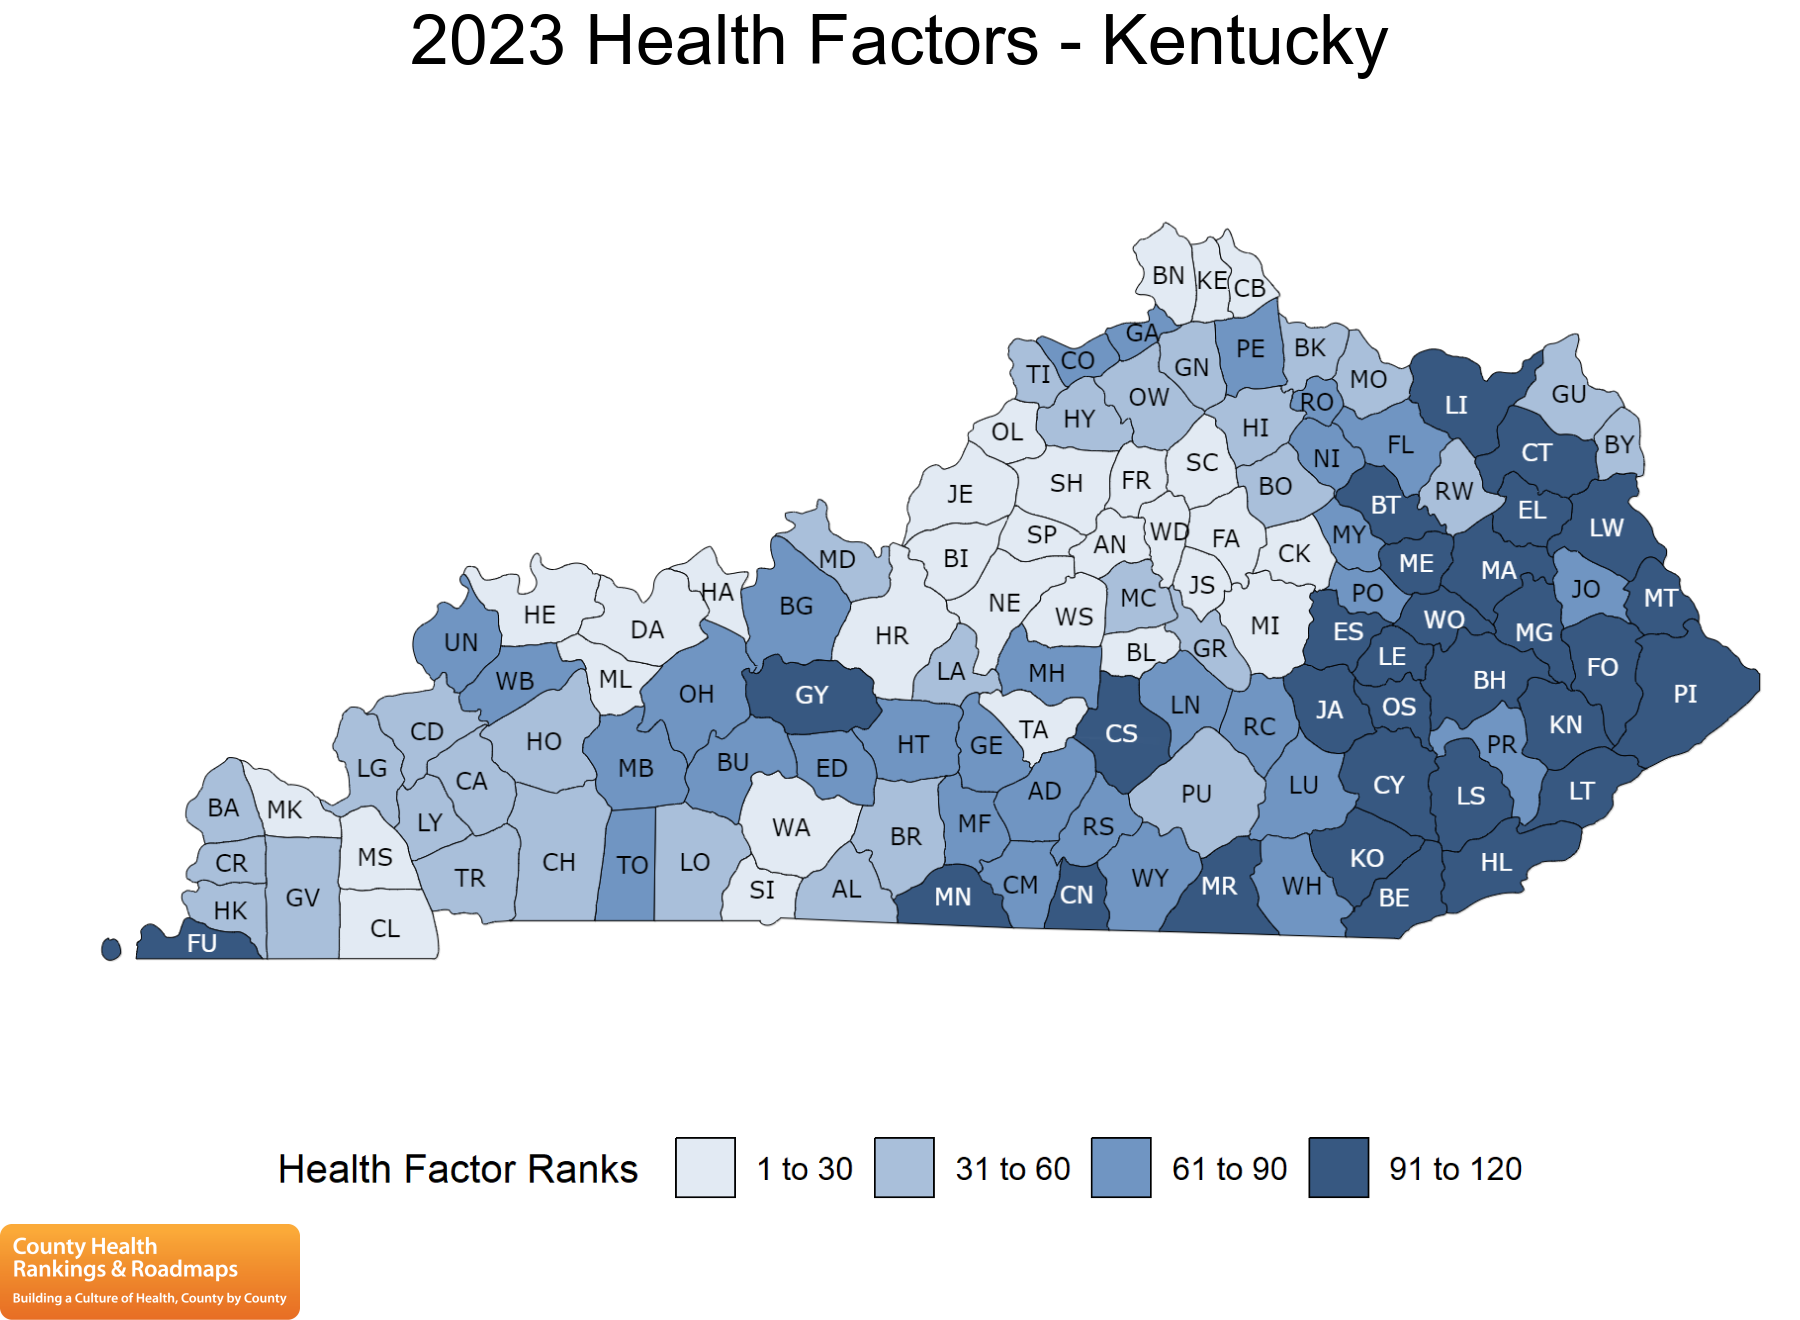 2023 Health Factors - Kentucky
BN KE CB
GA
CO PE BK
TI GN MO
OW GU
HY RO LI
OL HI FL BY
SC NI CT
JE SH FR BO RW
BT EL
SP WD FA MY LW
BI AN CK
MD ME MA
HA BG NE MC JS PO JO MT
HE WS WO
DA HR MI ES MG
UN BL GR LE
WB ML LA MH BH FO
OH GY LN JA OS PI
CD TA CS RC KN
HO HT GE PR
LG MB BU ED
CA AD PU LU CY LS LT
BA MK LY WA BR MF RS
CR MS CH TO LO KO HL
TR SI AL CM WY MR WH
GV MN CN BE
HK CL
FU
Health Factor Ranks 1 to 30 31 to 60 61 to 90 91 to 120
County Health
Rankings & Roadmaps
Building a Culture of Health, County by County